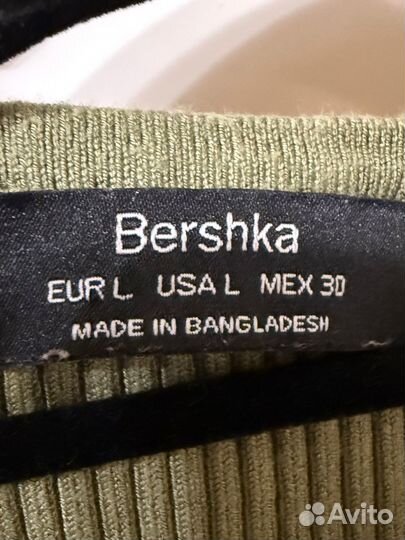 Bershka
EUR L USA L MEX 30
MADE IN BANGLADESH
Avito